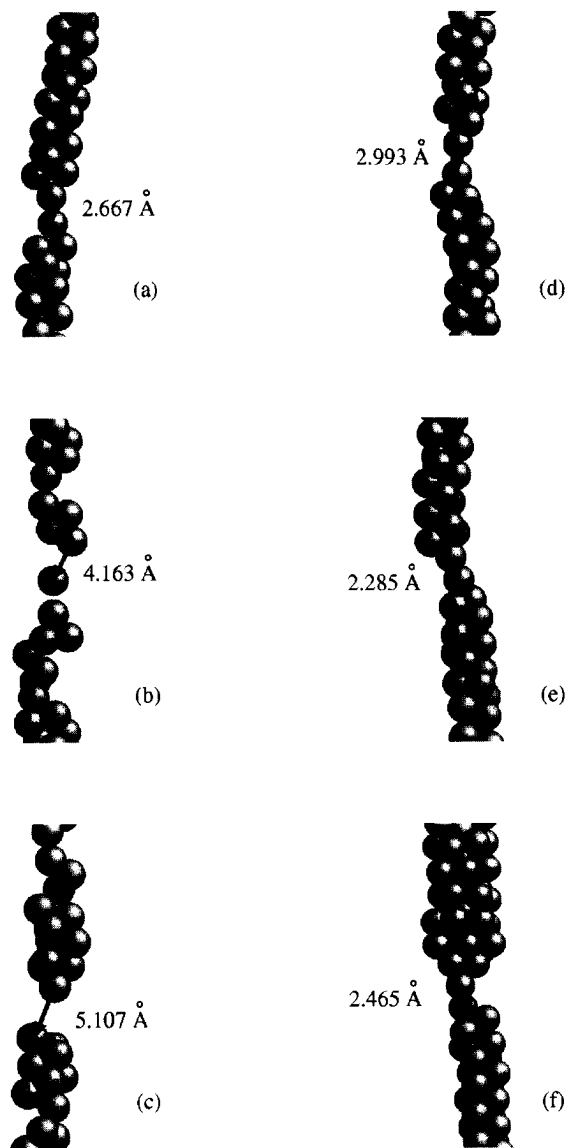 2.667 Å
(a)
4.163 Å
(b)
5.107 Å
(c)
2.993 Å
(d)
2.285 Å
(e)
2.465 Å
(f)